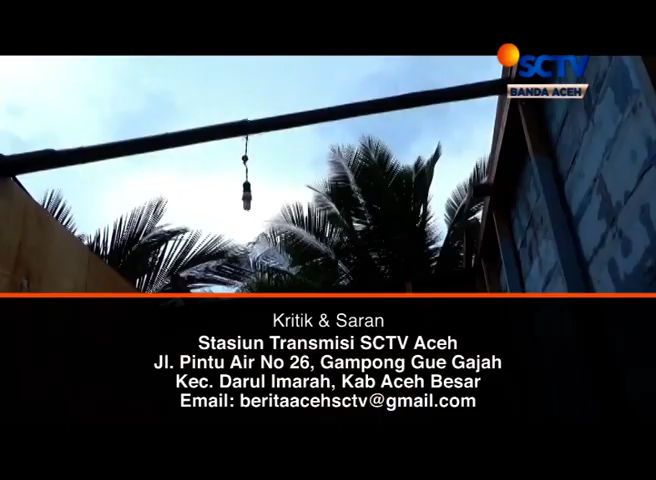 SCTV
BANDA ACEH
Kritik & Saran
Stasiun Transmisi SCTV Aceh
Jl. Pintu Air No 26, Gampong Gue Gajah
Kec. Darul Imarah, Kab Aceh Besar
Email: beritaacehsctv@gmail.com